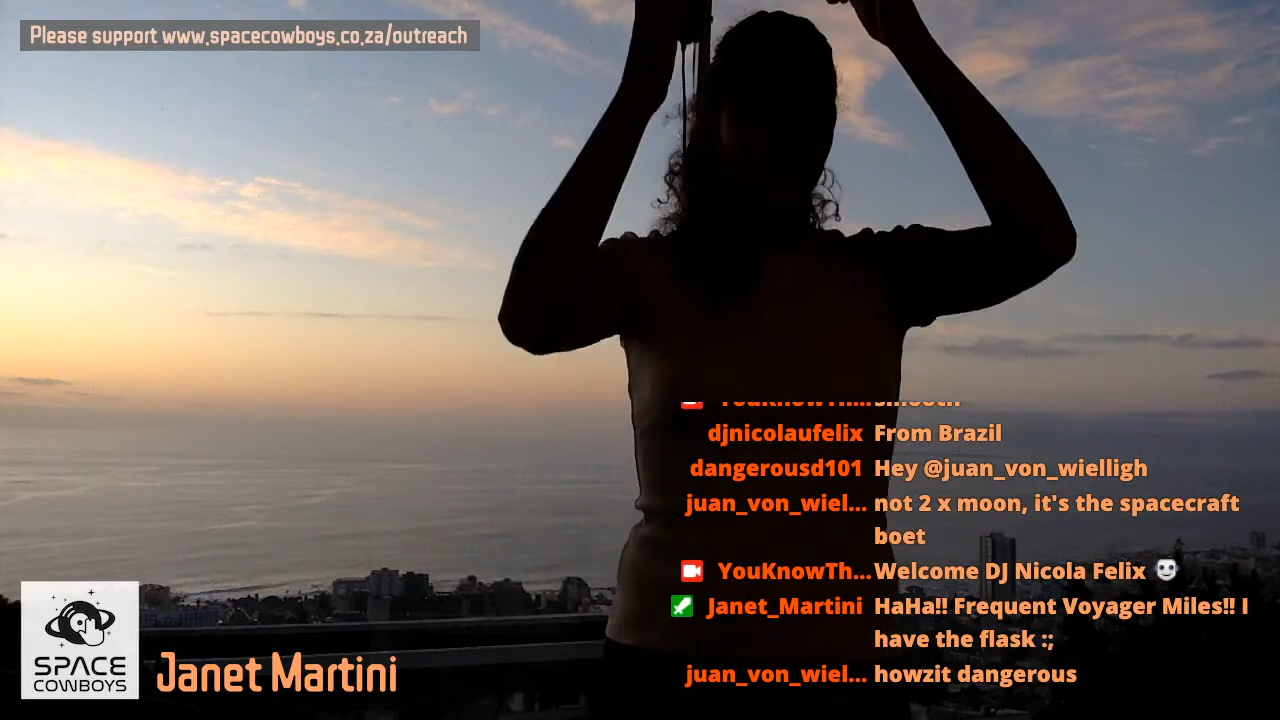 Please support www.spacecowboys.co.za/outreach
YouKnowTh... smooth
djnicolaufelix From Brazil
dangerousd101 Hey @juan_von_wielligh
juan_von_wiel... not 2 x moon, it's the spacecraft
boet
YouKnowTh... Welcome DJ Nicola Felix
Janet_Martini HaHa!! Frequent Voyager Miles!! I
have the flask :;
juan_von_wiel... howzit dangerous
SPACE
COWBOYS
Janet Martini